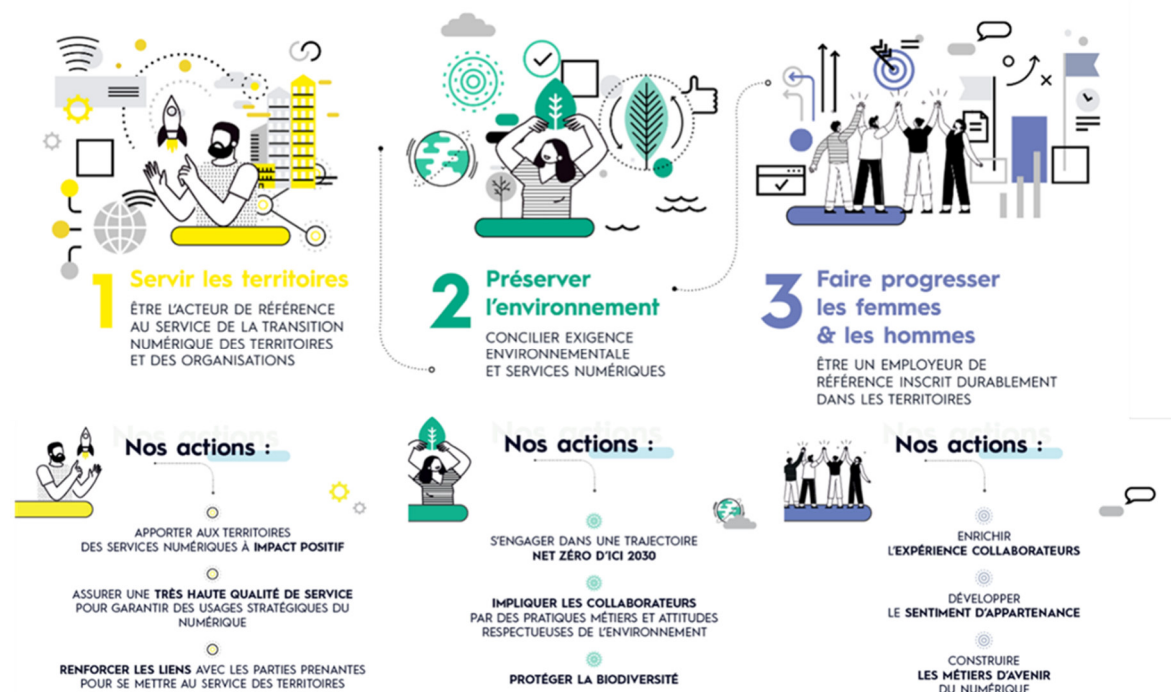 1
Servir les territoires
ÊTRE L'ACTEUR DE RÉFÉRENCE
AU SERVICE DE LA TRANSITION
NUMÉRIQUE DES TERRITOIRES
ET DES ORGANISATIONS
2
Préserver
l'environnement
CONCILIER EXIGENCE
ENVIRONNEMENTALE
ET SERVICES NUMÉRIQUES
3
Faire progresser
les femmes
& les hommes
ÊTRE UN EMPLOYEUR DE
RÉFÉRENCE INSCRIT DURABLEMENT
DANS LES TERRITOIRES
Nos actions
Nos actions :
APPORTER AUX TERRITOIRES
DES SERVICES NUMÉRIQUES À IMPACT POSITIF
ASSURER UNE TRÈS HAUTE QUALITÉ DE SERVICE
POUR GARANTIR DES USAGES STRATÉGIQUES DU
NUMÉRIQUE
RENFORCER LES LIENS AVEC LES PARTIES PRENANTES
POUR SE METTRE AU SERVICE DES TERRITOIRES
Nos actions
Nos actions :
S'ENGAGER DANS UNE TRAJECTOIRE
NET ZÉRO D'ICI 2030
IMPLIQUER LES COLLABORATEURS
PAR DES PRATIQUES MÉTIERS ET ATTITUDES
RESPECTUEUSES DE L'ENVIRONNEMENT
PROTÉGER LA BIODIVERSITÉ
Nos actions
Nos actions :
ENRICHIR
L'EXPÉRIENCE COLLABORATEURS
DÉVELOPPER
LE SENTIMENT D'APPARTENANCE
CONSTRUIRE
LES MÉTIERS D'AVENIR
DU NUMÉRIQUE